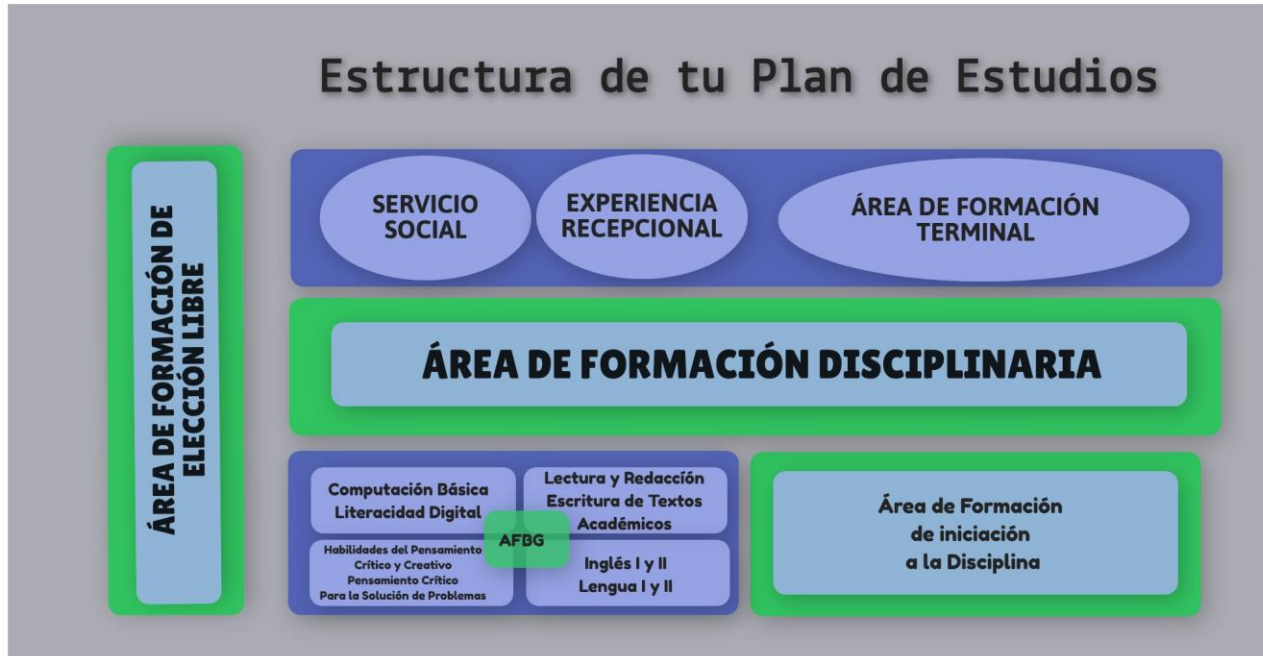 Estructura de tu Plan de Estudios
ÁREA DE FORMACIÓN DE
ELECCIÓN LIBRE
SERVICIO
SOCIAL
EXPERIENCIA
RECEPCIONAL
ÁREA DE FORMACIÓN
TERMINAL
ÁREA DE FORMACIÓN DISCIPLINARIA
Computación Básica
Literacidad Digital
Lectura y Redaccíón
Escritura de Textos
Académicos
AFBG
Habilidades del Pensamiento
Crítico y Creativo
Pensamiento Crítico
Para la Solución de Problemas
Inglés I y II
Lengua I y II
Área de Formación
de iniciación
a la Disciplina